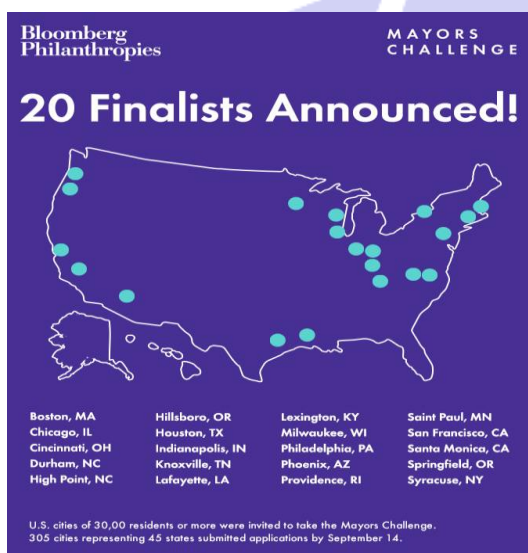 Bloomberg
Philanthropies
MAYORS
CHALLENGE
20 Finalists Announced!
Boston, MA
Chicago, IL
Cincinnati, OH
Durham, NC
High Point, NC
Hillsboro, OR
Houston, TX
Indianapolis, IN
Knoxville, TN
Lafayette, LA
Lexington, KY
Milwaukee, WI
Philadelphia, PA
Phoenix, AZ
Providence, RI
Saint Paul, MN
San Francisco, CA
Santa Monica, CA
Springfield, OR
Syracuse, NY
U.S. cities of 30,00 residents or more were invited to take the Mayors Challenge.
305 cities representing 45 states submitted applications by September 14.